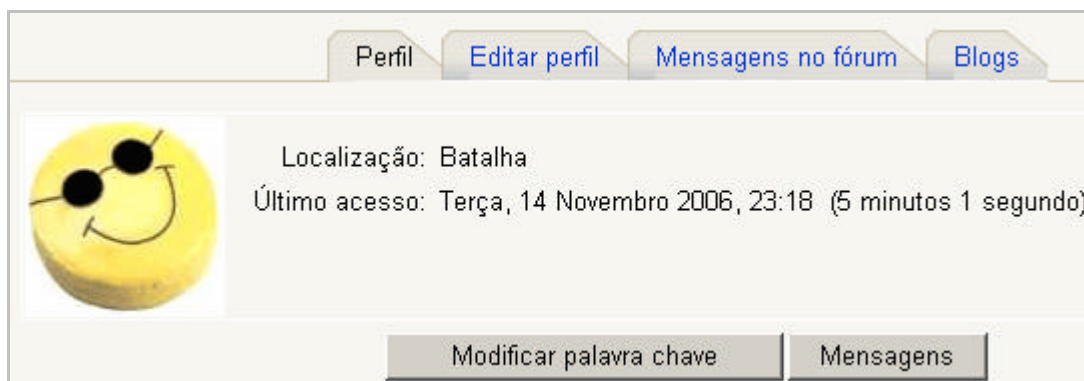 Perfil Editar perfil Mensagens no fórum Blogs
Localização: Batalha
Último acesso: Terça, 14 Novembro 2006, 23:18 (5 minutos 1 segundo)
Modificar palavra chave Mensagens